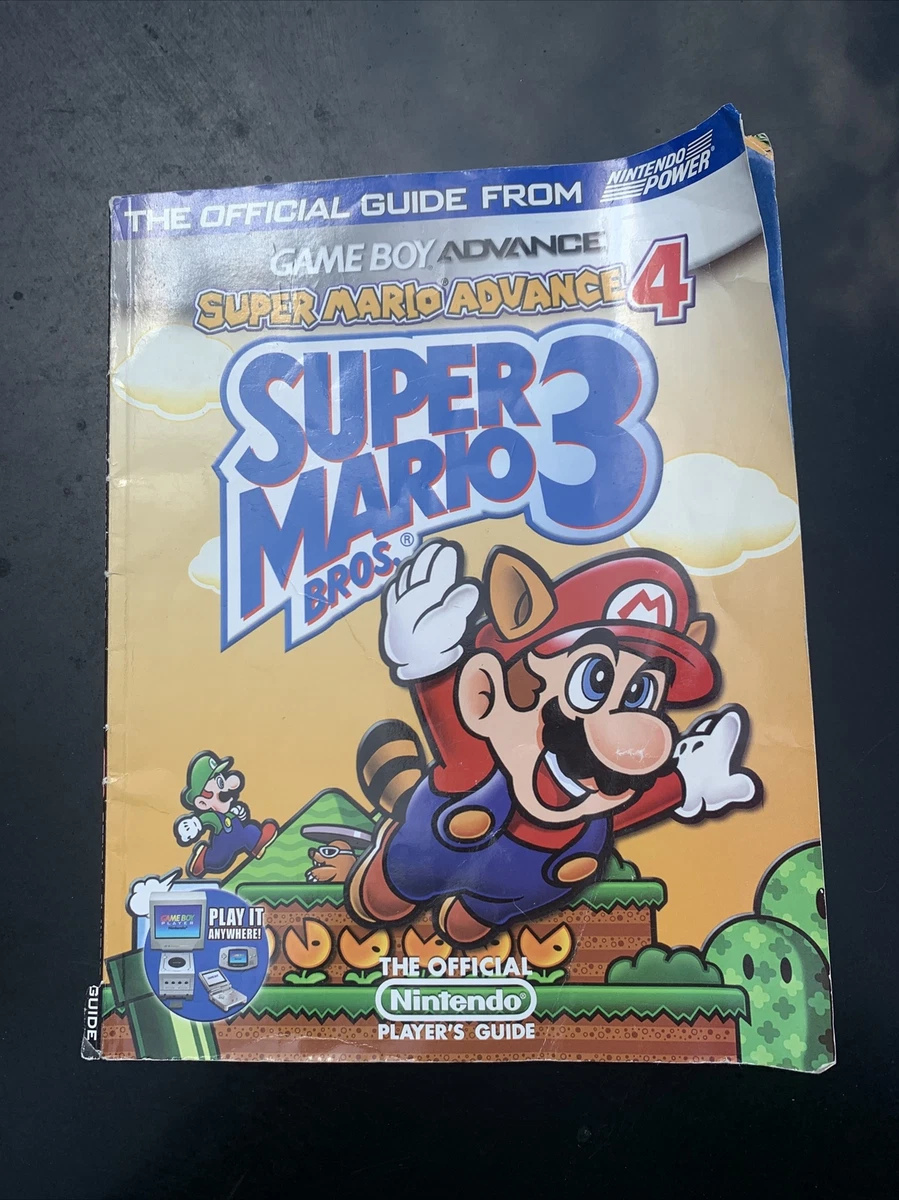 THE OFFICIAL GUIDE FROM NINTENDO POWER®
GAME BOY ADVANCE
SUPER MARIO® ADVANCE 4
SUPER
MARIO 3
BROS.®
M
GAME BOY
PLAYER
PLAY IT
ANYWHERE!
THE OFFICIAL
Nintendo®
PLAYER'S GUIDE
GUIDE